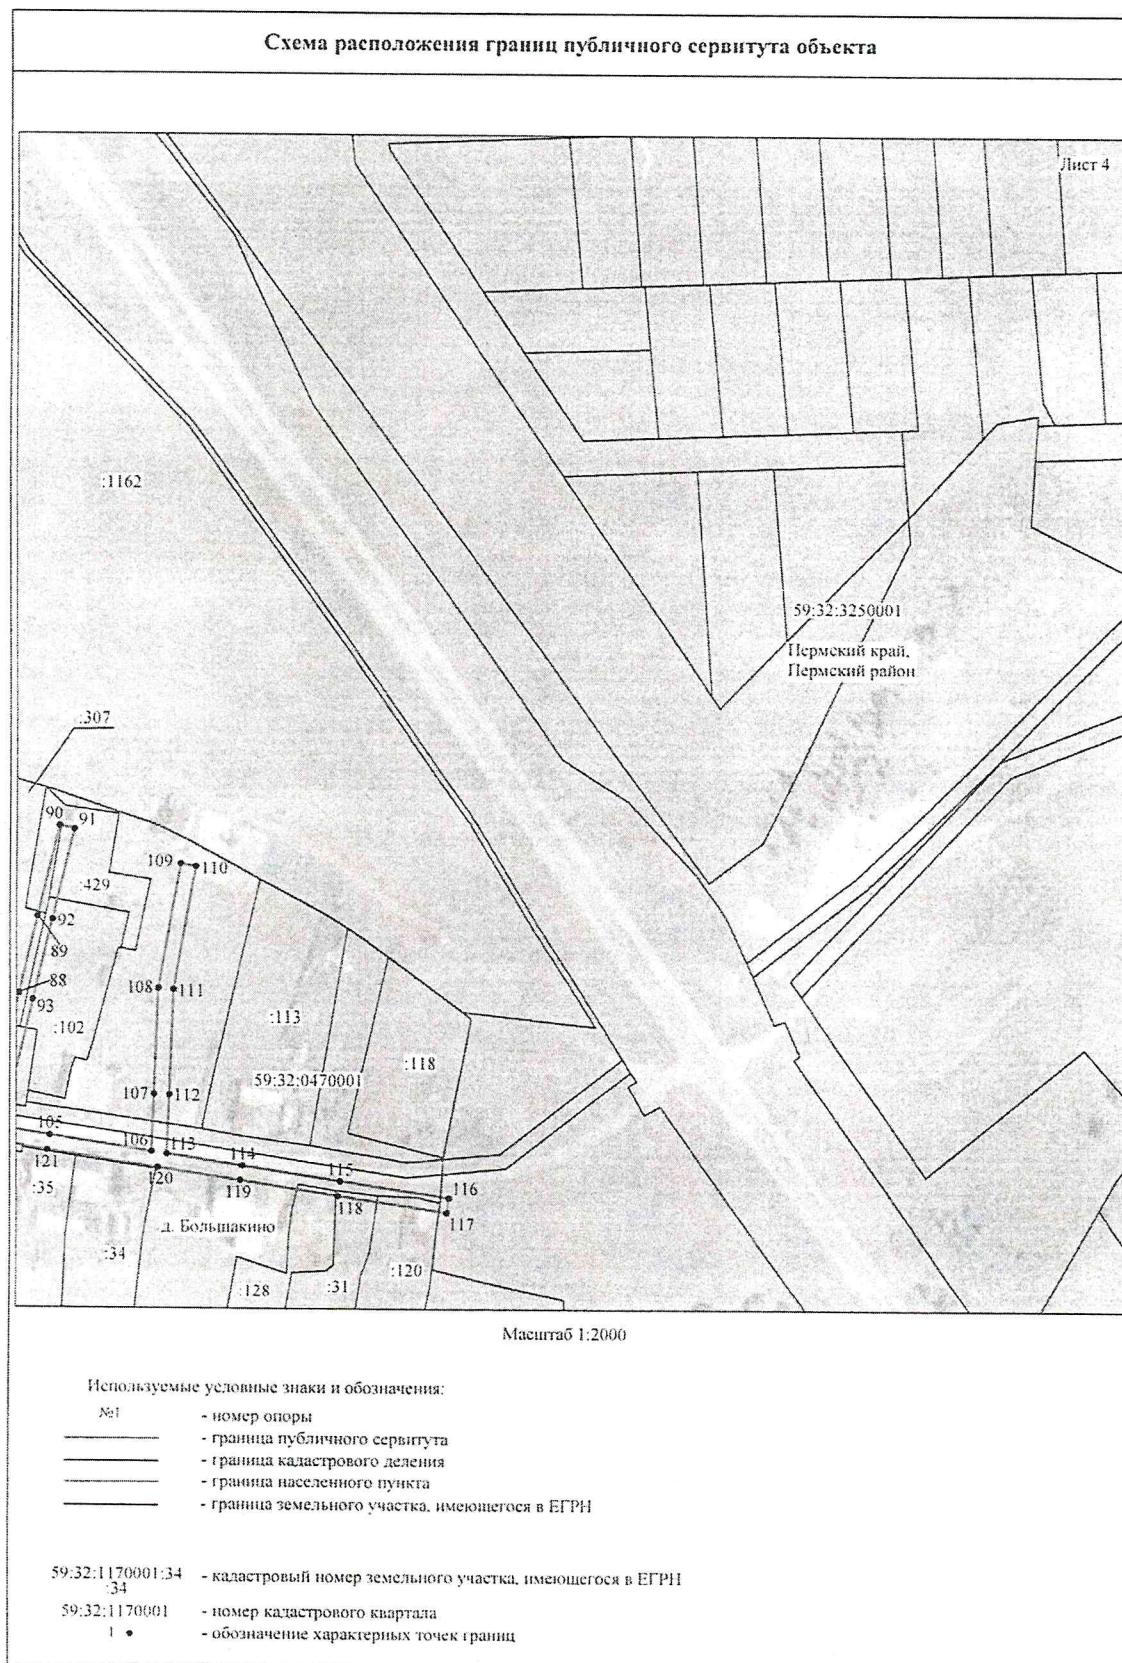 Схема расположения границ публичного сервитута объекта
Лист 4
:1162
59:32:3250001
Пермский край,
Пермский район
:307
90
91
109
110
:429
92
89
88
93
:102
108
111
:113
:118
59:32:0470001
107
112
105
106
113
114
115
116
121
120
119
118
117
:35
д. Большакино
:34
:128
:31
:120
Масштаб 1:2000
Используемые условные знаки и обозначения:
№1 - номер опоры
- граница публичного сервитута
- граница кадастрового деления
- граница населенного пункта
- граница земельного участка, имеющегося в ЕГРН
59:32:1170001:34 - кадастровый номер земельного участка, имеющегося в ЕГРН
:34
59:32:1170001 - номер кадастрового квартала
1 - обозначение характерных точек границ